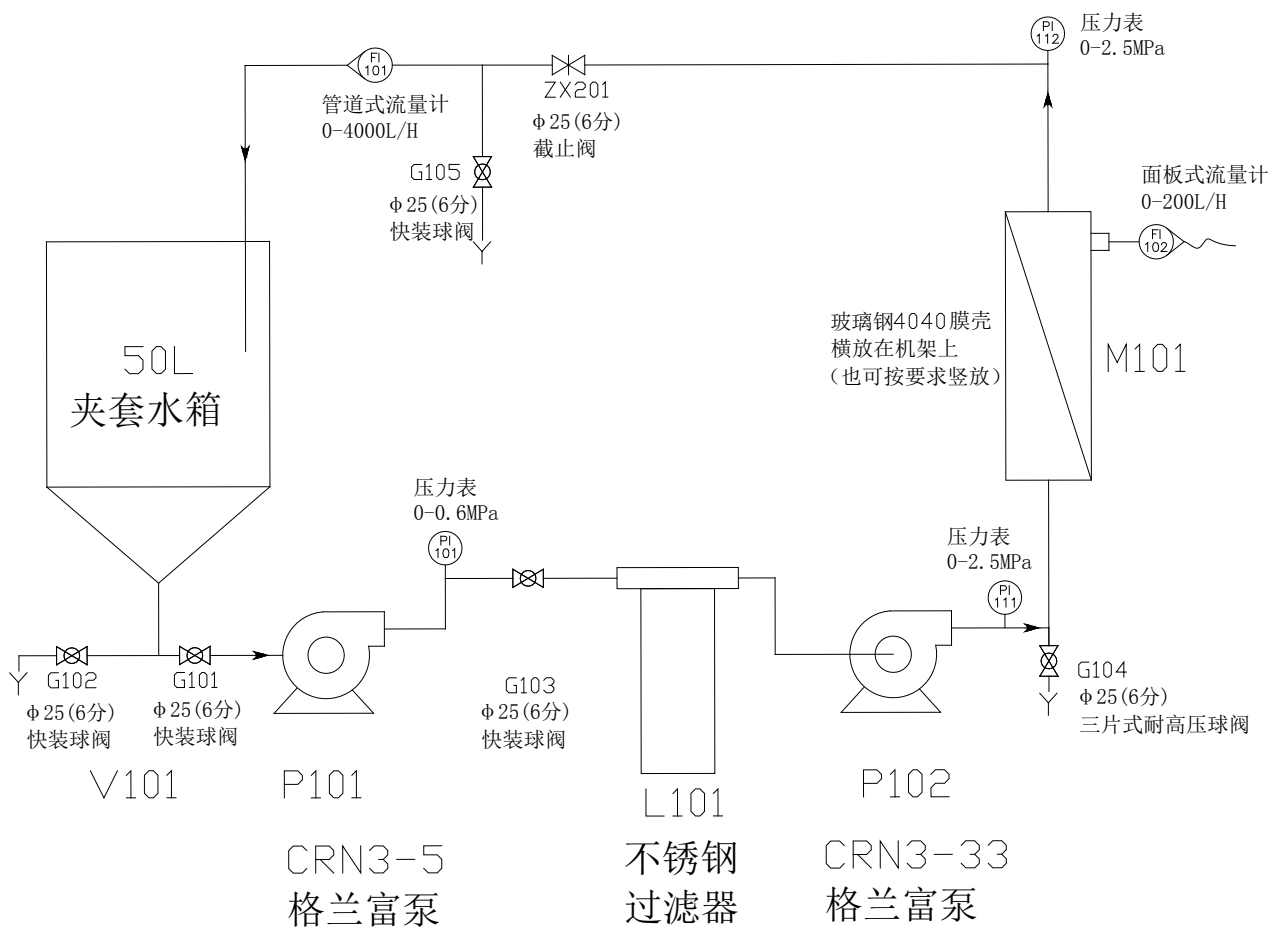 PI
112
压力表
0-2.5MPa
FI
101
管道式流量计
0-4000L/H
ZX201
φ25(6分)
截止阀
G105
φ25(6分)
快装球阀
面板式流量计
0-200L/H
FI
102
50L
夹套水箱
玻璃钢4040膜壳
横放在机架上
（也可按要求竖放）
M101
压力表
0-0.6MPa
PI
101
压力表
0-2.5MPa
PI
111
G102
φ25(6分)
快装球阀
G101
φ25(6分)
快装球阀
G103
φ25(6分)
快装球阀
G104
φ25(6分)
三片式耐高压球阀
V101
P101
L101
P102
CRN3-5
格兰富泵
不锈钢
过滤器
CRN3-33
格兰富泵